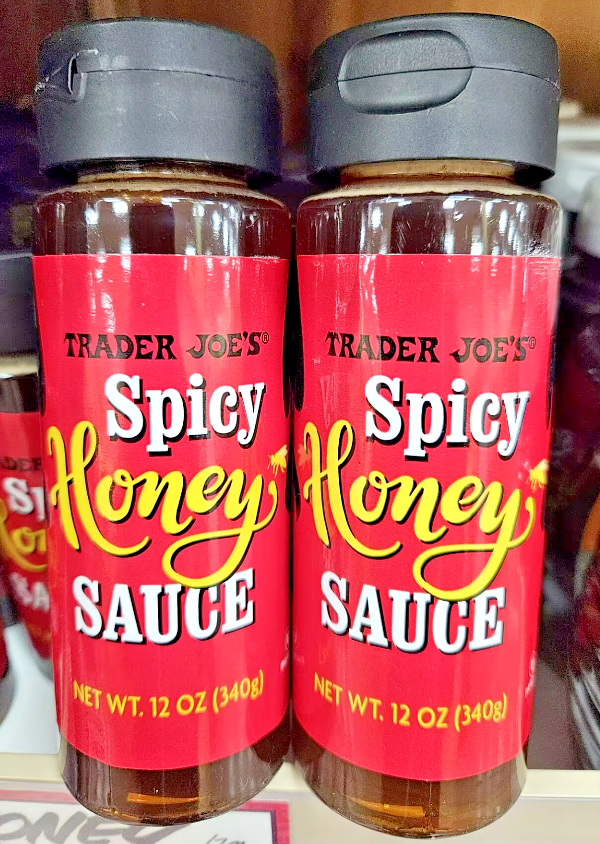 TRADER JOE'S®
Spicy
Honey
SAUCE
NET WT. 12 OZ (340g)
TRADER JOE'S®
Spicy
Honey
SAUCE
NET WT. 12 OZ (340g)